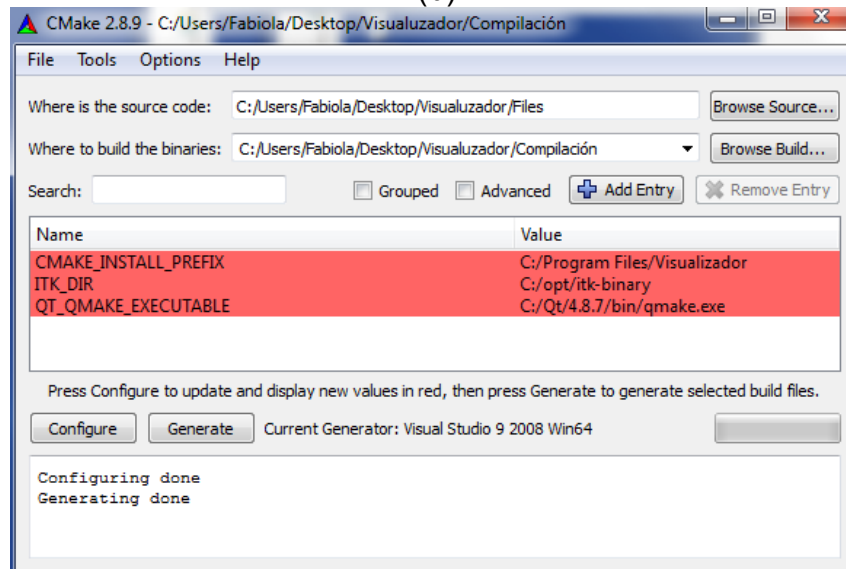 CMake 2.8.9 - C:/Users/Fabiola/Desktop/Visualuzador/Compilación
File Tools Options Help
Where is the source code: C:/Users/Fabiola/Desktop/Visualuzador/Files Browse Source...
Where to build the binaries: C:/Users/Fabiola/Desktop/Visualuzador/Compilación Browse Build...
Search: Grouped Advanced Add Entry Remove Entry
Name Value
CMAKE_INSTALL_PREFIX C:/Program Files/Visualizador
ITK_DIR C:/opt/itk-binary
QT_QMAKE_EXECUTABLE C:/Qt/4.8.7/bin/qmake.exe
Press Configure to update and display new values in red, then press Generate to generate selected build files.
Configure Generate Current Generator: Visual Studio 9 2008 Win64
Configuring done
Generating done